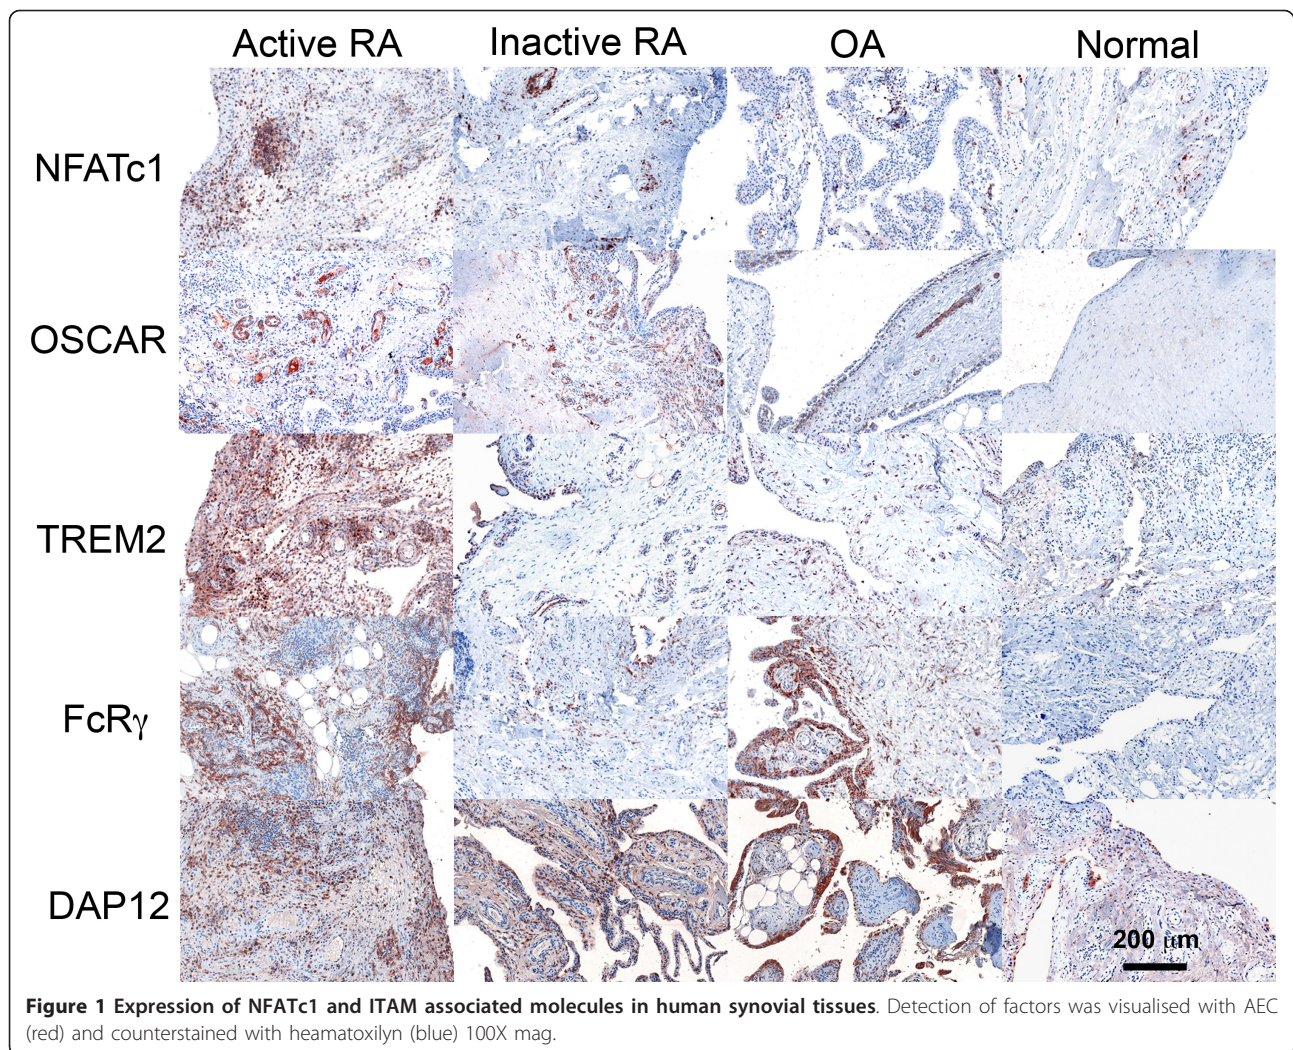 Active RA Inactive RA OA Normal
NFATc1
OSCAR
TREM2
FcRγ
DAP12
200 μm
Figure 1 Expression of NFATc1 and ITAM associated molecules in human synovial tissues. Detection of factors was visualised with AEC
(red) and counterstained with heamatoxilyn (blue) 100X mag.